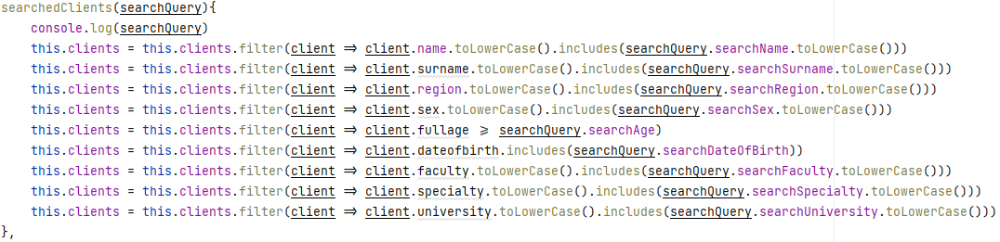 searchedClients(searchQuery){
    console.log(searchQuery)
    this.clients = this.clients.filter(client => client.name.toLowerCase().includes(searchQuery.searchName.toLowerCase()))
    this.clients = this.clients.filter(client => client.surname.toLowerCase().includes(searchQuery.searchSurname.toLowerCase()))
    this.clients = this.clients.filter(client => client.region.toLowerCase().includes(searchQuery.searchRegion.toLowerCase()))
    this.clients = this.clients.filter(client => client.sex.toLowerCase().includes(searchQuery.searchSex.toLowerCase()))
    this.clients = this.clients.filter(client => client.fullage >= searchQuery.searchAge)
    this.clients = this.clients.filter(client => client.dateofbirth.includes(searchQuery.searchDateOfBirth))
    this.clients = this.clients.filter(client => client.faculty.toLowerCase().includes(searchQuery.searchFaculty.toLowerCase()))
    this.clients = this.clients.filter(client => client.specialty.toLowerCase().includes(searchQuery.searchSpecialty.toLowerCase()))
    this.clients = this.clients.filter(client => client.university.toLowerCase().includes(searchQuery.searchUniversity.toLowerCase()))
},